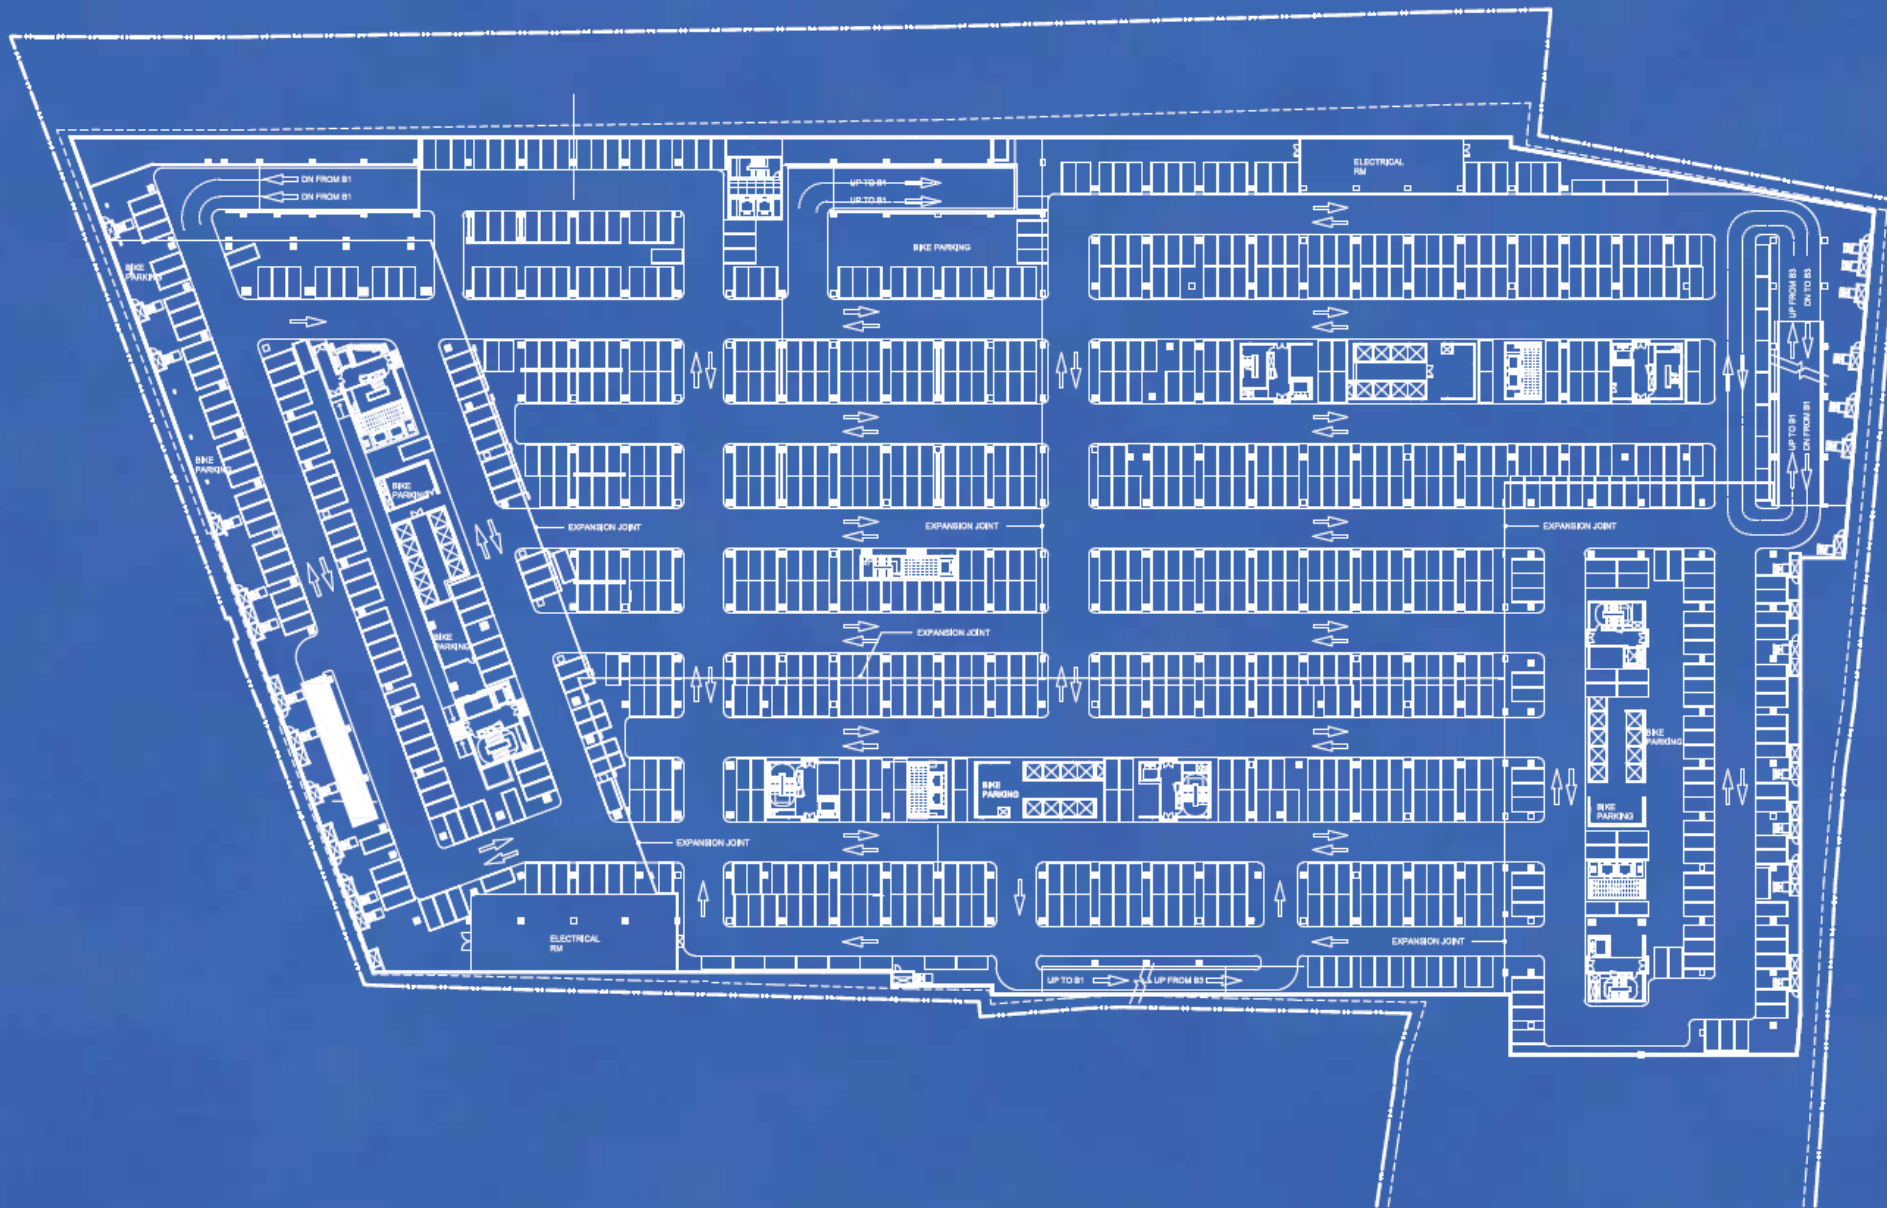 ELECTRICAL
RM
DN FROM B1
DN FROM B1
UP TO B1
UP TO B1
BIKE PARKING
BIKE
PARKING
UP FROM B3
DN TO B3
UP TO B1
DN FROM B1
BIKE
PARKING
BIKE
PARKING
EXPANSION JOINT
EXPANSION JOINT
EXPANSION JOINT
BIKE
PARKING
EXPANSION JOINT
BIKE
PARKING
BIKE
PARKING
BIKE
PARKING
EXPANSION JOINT
ELECTRICAL
RM
EXPANSION JOINT
UP TO B1
UP FROM B3